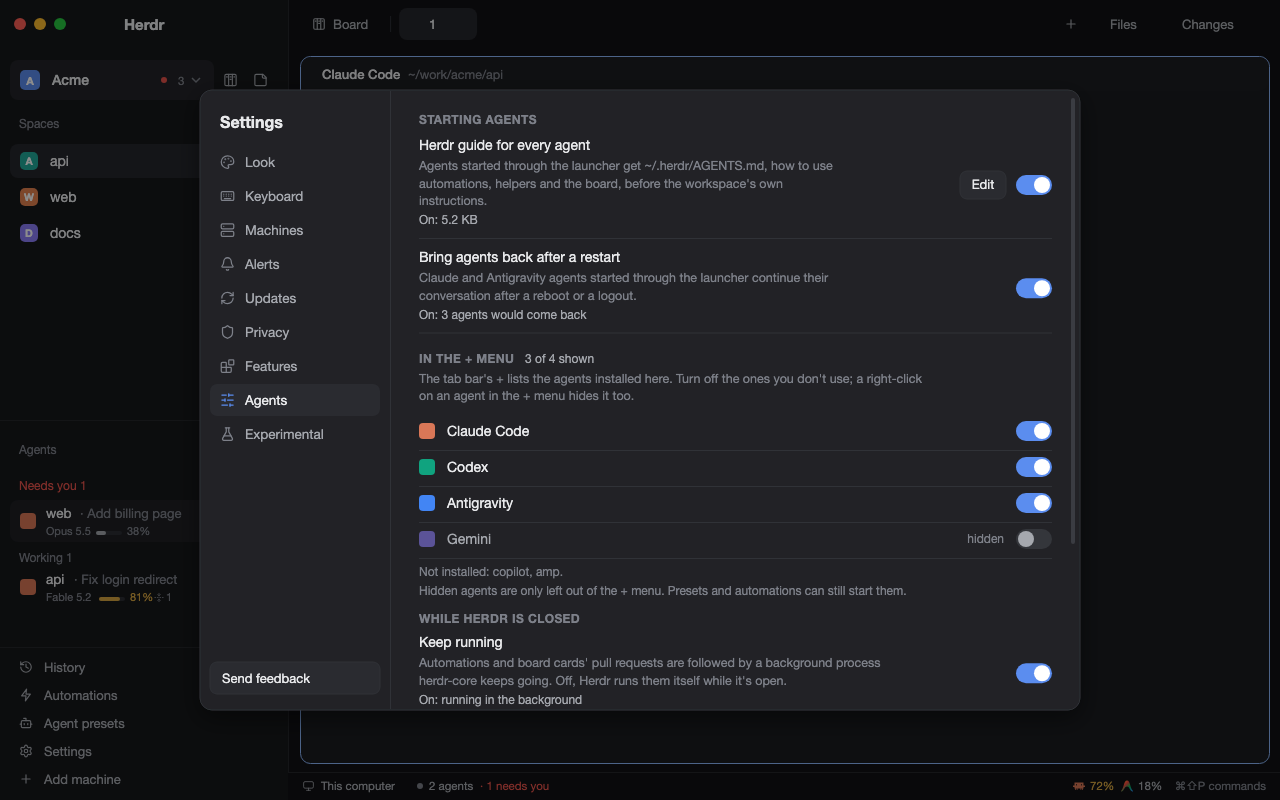 Herdr
Board
1
Files
Changes
A Acme 3
Claude Code ~/work/acme/api
Spaces
A api
W web
D docs
Agents
Needs you 1
web · Add billing page
Opus 5.5 38%
Working 1
api · Fix login redirect
Fable 5.2 81% 1
History
Automations
Agent presets
Settings
Add machine
Settings
Look
Keyboard
Machines
Alerts
Updates
Privacy
Features
Agents
Experimental
Send feedback
STARTING AGENTS
Herdr guide for every agent
Agents started through the launcher get ~/.herdr/AGENTS.md, how to use
automations, helpers and the board, before the workspace's own
instructions.
On: 5.2 KB
Edit
Bring agents back after a restart
Claude and Antigravity agents started through the launcher continue their
conversation after a reboot or a logout.
On: 3 agents would come back
IN THE + MENU 3 of 4 shown
The tab bar's + lists the agents installed here. Turn off the ones you don't use; a right-click
on an agent in the + menu hides it too.
Claude Code
Codex
Antigravity
Gemini hidden
Not installed: copilot, amp.
Hidden agents are only left out of the + menu. Presets and automations can still start them.
WHILE HERDR IS CLOSED
Keep running
Automations and board cards' pull requests are followed by a background process
herdr-core keeps going. Off, Herdr runs them itself while it's open.
On: running in the background
This computer
2 agents · 1 needs you
72% 18% ⌘⇧P commands